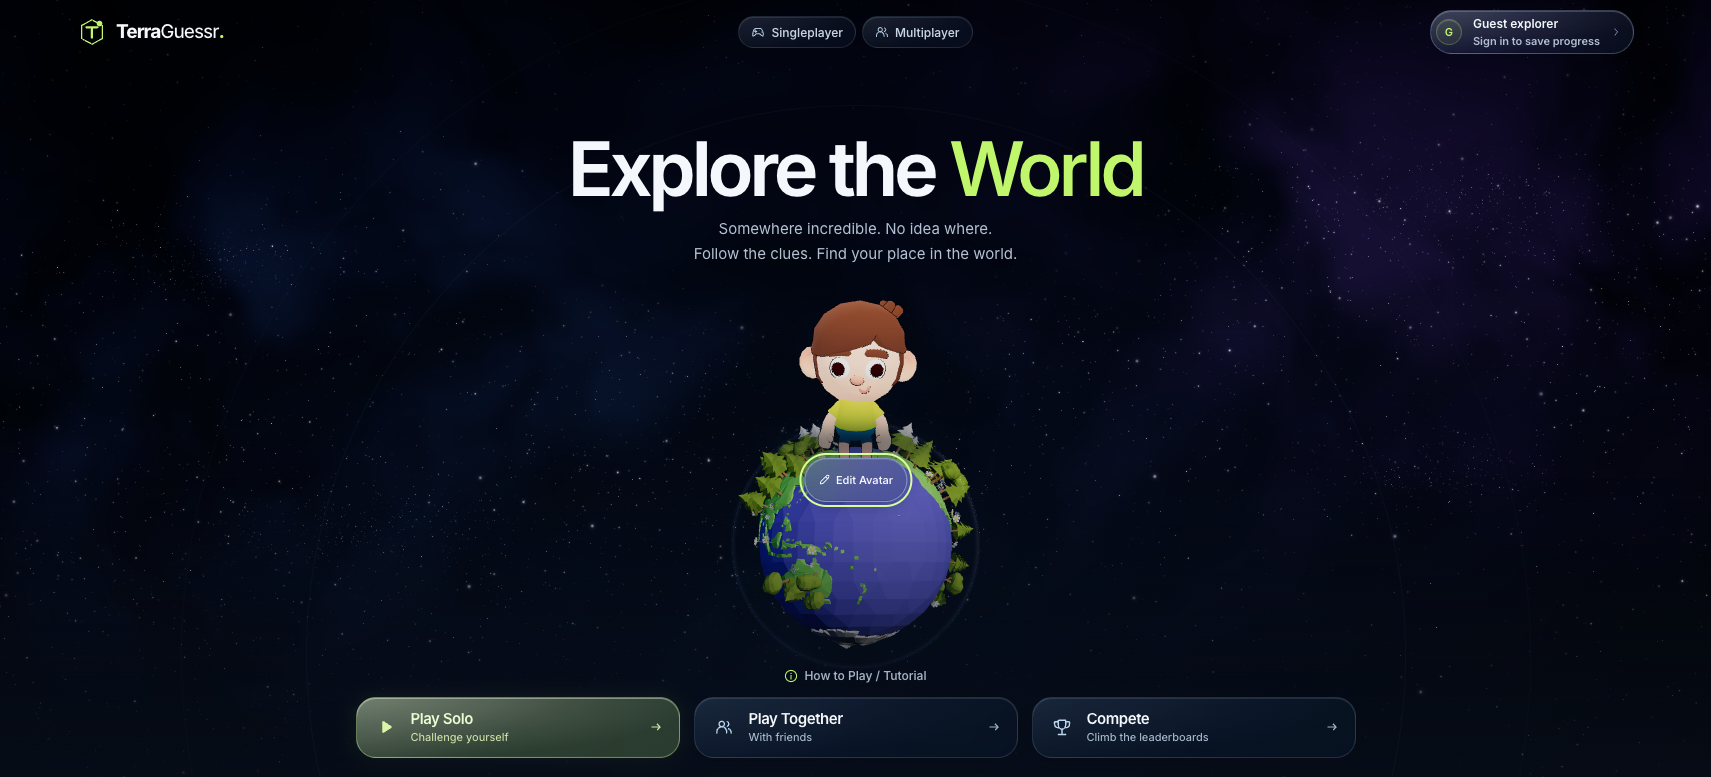 TerraGuessr.
Singleplayer
Multiplayer
G
Guest explorer
Sign in to save progress
Explore the World
Somewhere incredible. No idea where.
Follow the clues. Find your place in the world.
Edit Avatar
How to Play / Tutorial
Play Solo
Challenge yourself
Play Together
With friends
Compete
Climb the leaderboards